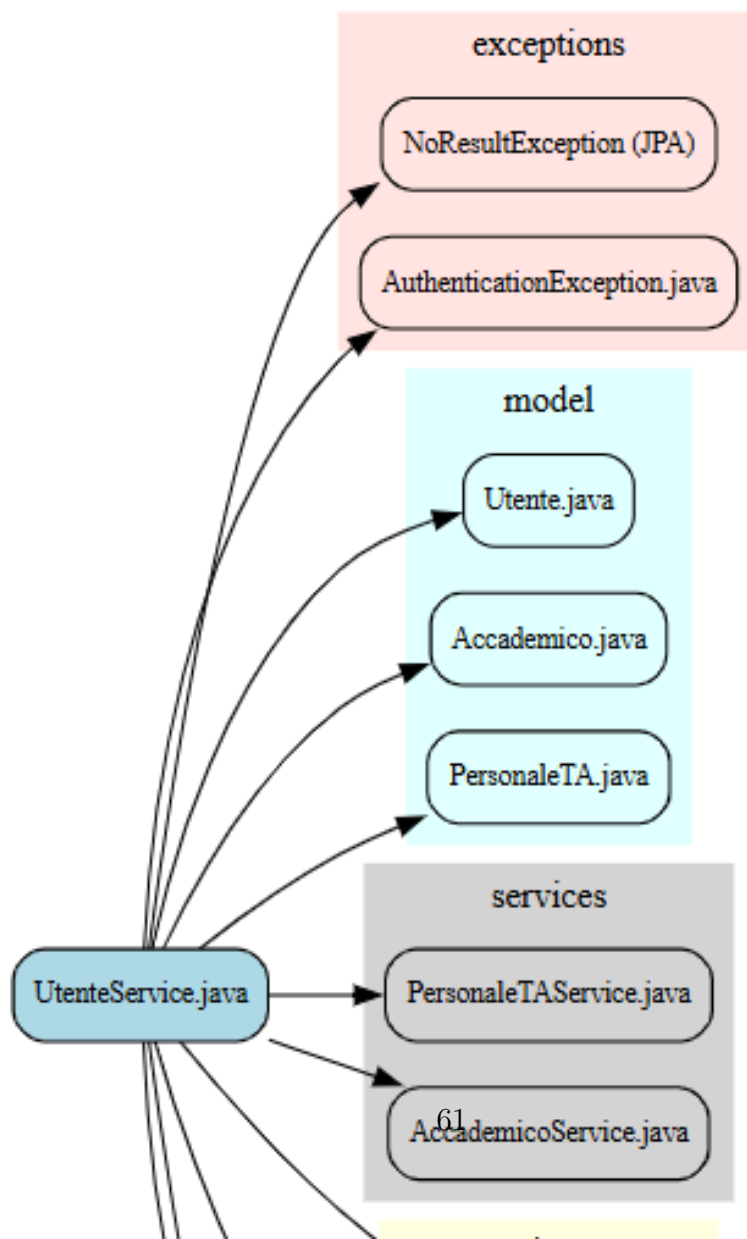 exceptions
NoResultException (JPA)
AuthenticationException.java
model
Utente.java
Accademico.java
PersonaleTA.java
services
UtenteService.java
PersonaleTAService.java
61
AccademicoService.java